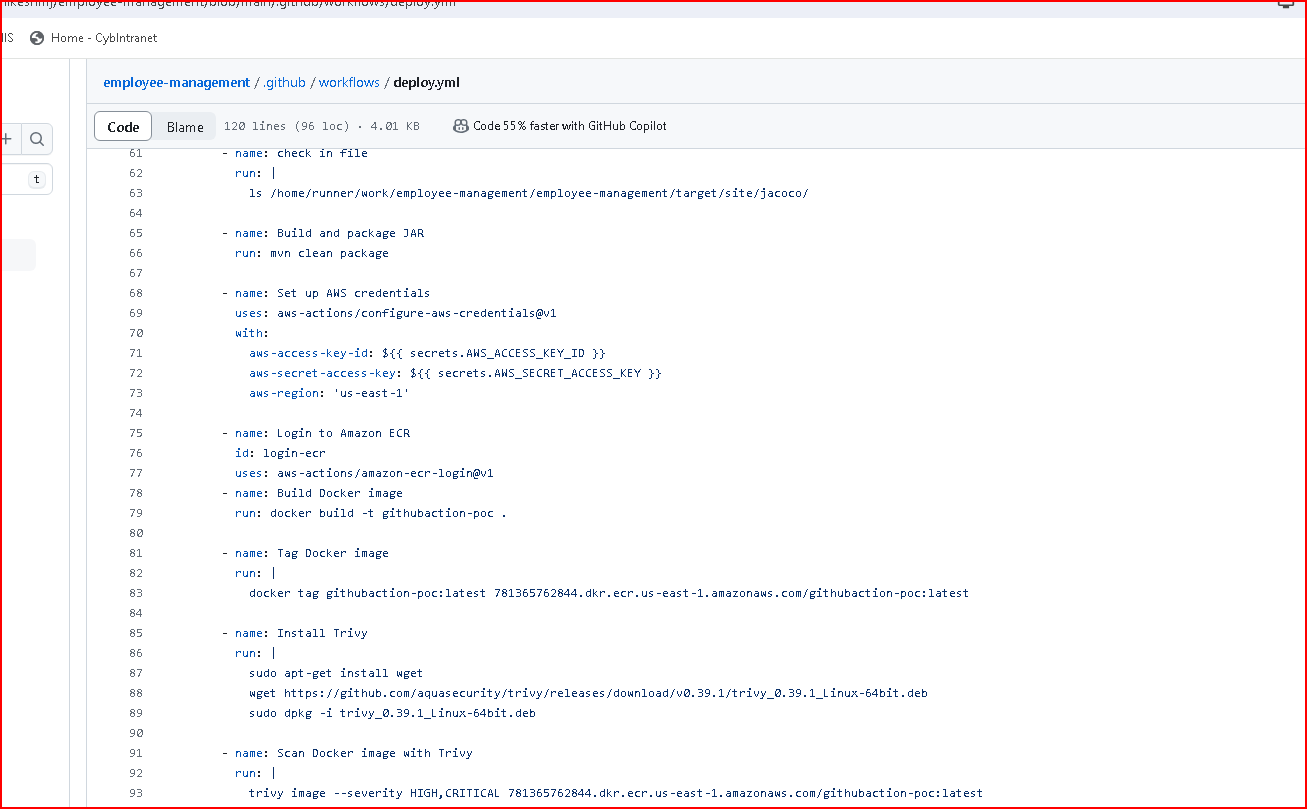 ikeshmj/employee-management/blob/main/.github/workflows/deploy.yml
IIS Home - CybIntranet
employee-management / .github / workflows / deploy.yml
Code Blame 120 lines (96 loc) · 4.01 KB Code 55% faster with GitHub Copilot
t
61 - name: check in file
62 run: |
63 ls /home/runner/work/employee-management/employee-management/target/site/jacoco/
64
65 - name: Build and package JAR
66 run: mvn clean package
67
68 - name: Set up AWS credentials
69 uses: aws-actions/configure-aws-credentials@v1
70 with:
71 aws-access-key-id: ${{ secrets.AWS_ACCESS_KEY_ID }}
72 aws-secret-access-key: ${{ secrets.AWS_SECRET_ACCESS_KEY }}
73 aws-region: 'us-east-1'
74
75 - name: Login to Amazon ECR
76 id: login-ecr
77 uses: aws-actions/amazon-ecr-login@v1
78 - name: Build Docker image
79 run: docker build -t githubaction-poc .
80
81 - name: Tag Docker image
82 run: |
83 docker tag githubaction-poc:latest 781365762844.dkr.ecr.us-east-1.amazonaws.com/githubaction-poc:latest
84
85 - name: Install Trivy
86 run: |
87 sudo apt-get install wget
88 wget https://github.com/aquasecurity/trivy/releases/download/v0.39.1/trivy_0.39.1_Linux-64bit.deb
89 sudo dpkg -i trivy_0.39.1_Linux-64bit.deb
90
91 - name: Scan Docker image with Trivy
92 run: |
93 trivy image --severity HIGH,CRITICAL 781365762844.dkr.ecr.us-east-1.amazonaws.com/githubaction-poc:latest